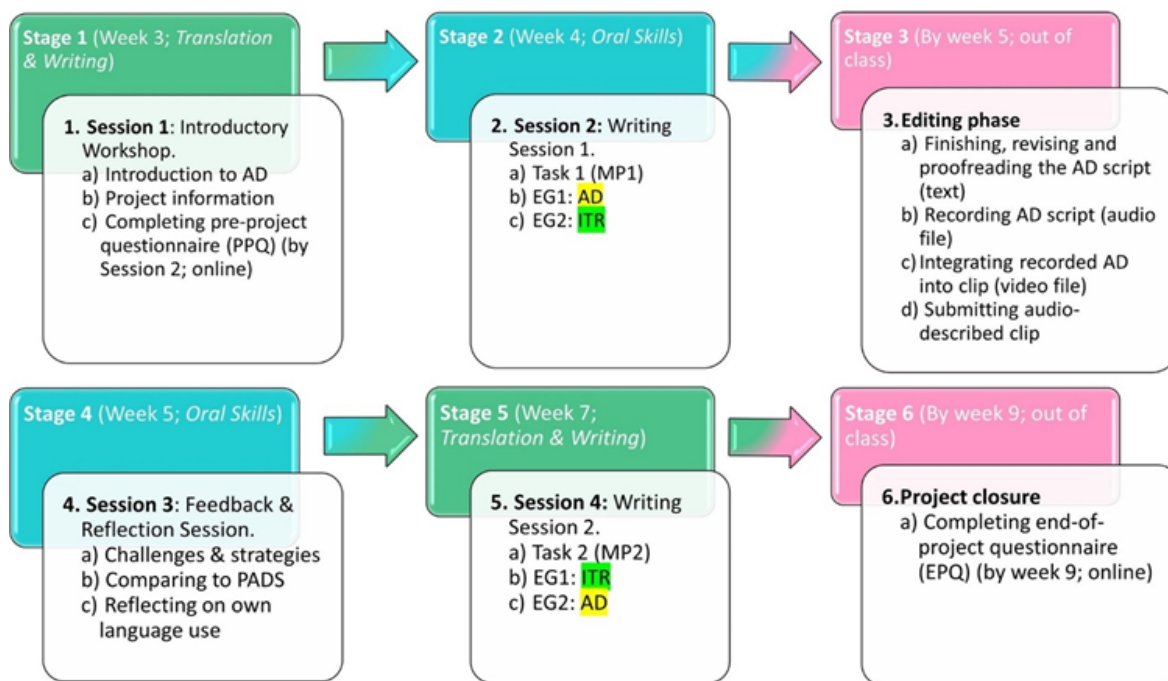 Stage 1 (Week 3; Translation
& Writing)
1. Session 1: Introductory
Workshop.
a) Introduction to AD
b) Project information
c) Completing pre-project
questionnaire (PPQ) (by
Session 2; online)
Stage 2 (Week 4; Oral Skills)
2. Session 2: Writing
Session 1.
a) Task 1 (MP1)
b) EG1: AD
c) EG2: ITR
Stage 3 (By week 5; out of
class)
3. Editing phase
a) Finishing, revising and
proofreading the AD script
(text)
b) Recording AD script (audio
file)
c) Integrating recorded AD
into clip (video file)
d) Submitting audio-
described clip
Stage 4 (Week 5; Oral Skills)
4. Session 3: Feedback &
Reflection Session.
a) Challenges & strategies
b) Comparing to PADS
c) Reflecting on own
language use
Stage 5 (Week 7;
Translation & Writing)
5. Session 4: Writing
Session 2.
a) Task 2 (MP2)
b) EG1: ITR
c) EG2: AD
Stage 6 (By week 9; out of
class)
6. Project closure
a) Completing end-of-
project questionnaire
(EPQ) (by week 9; online)